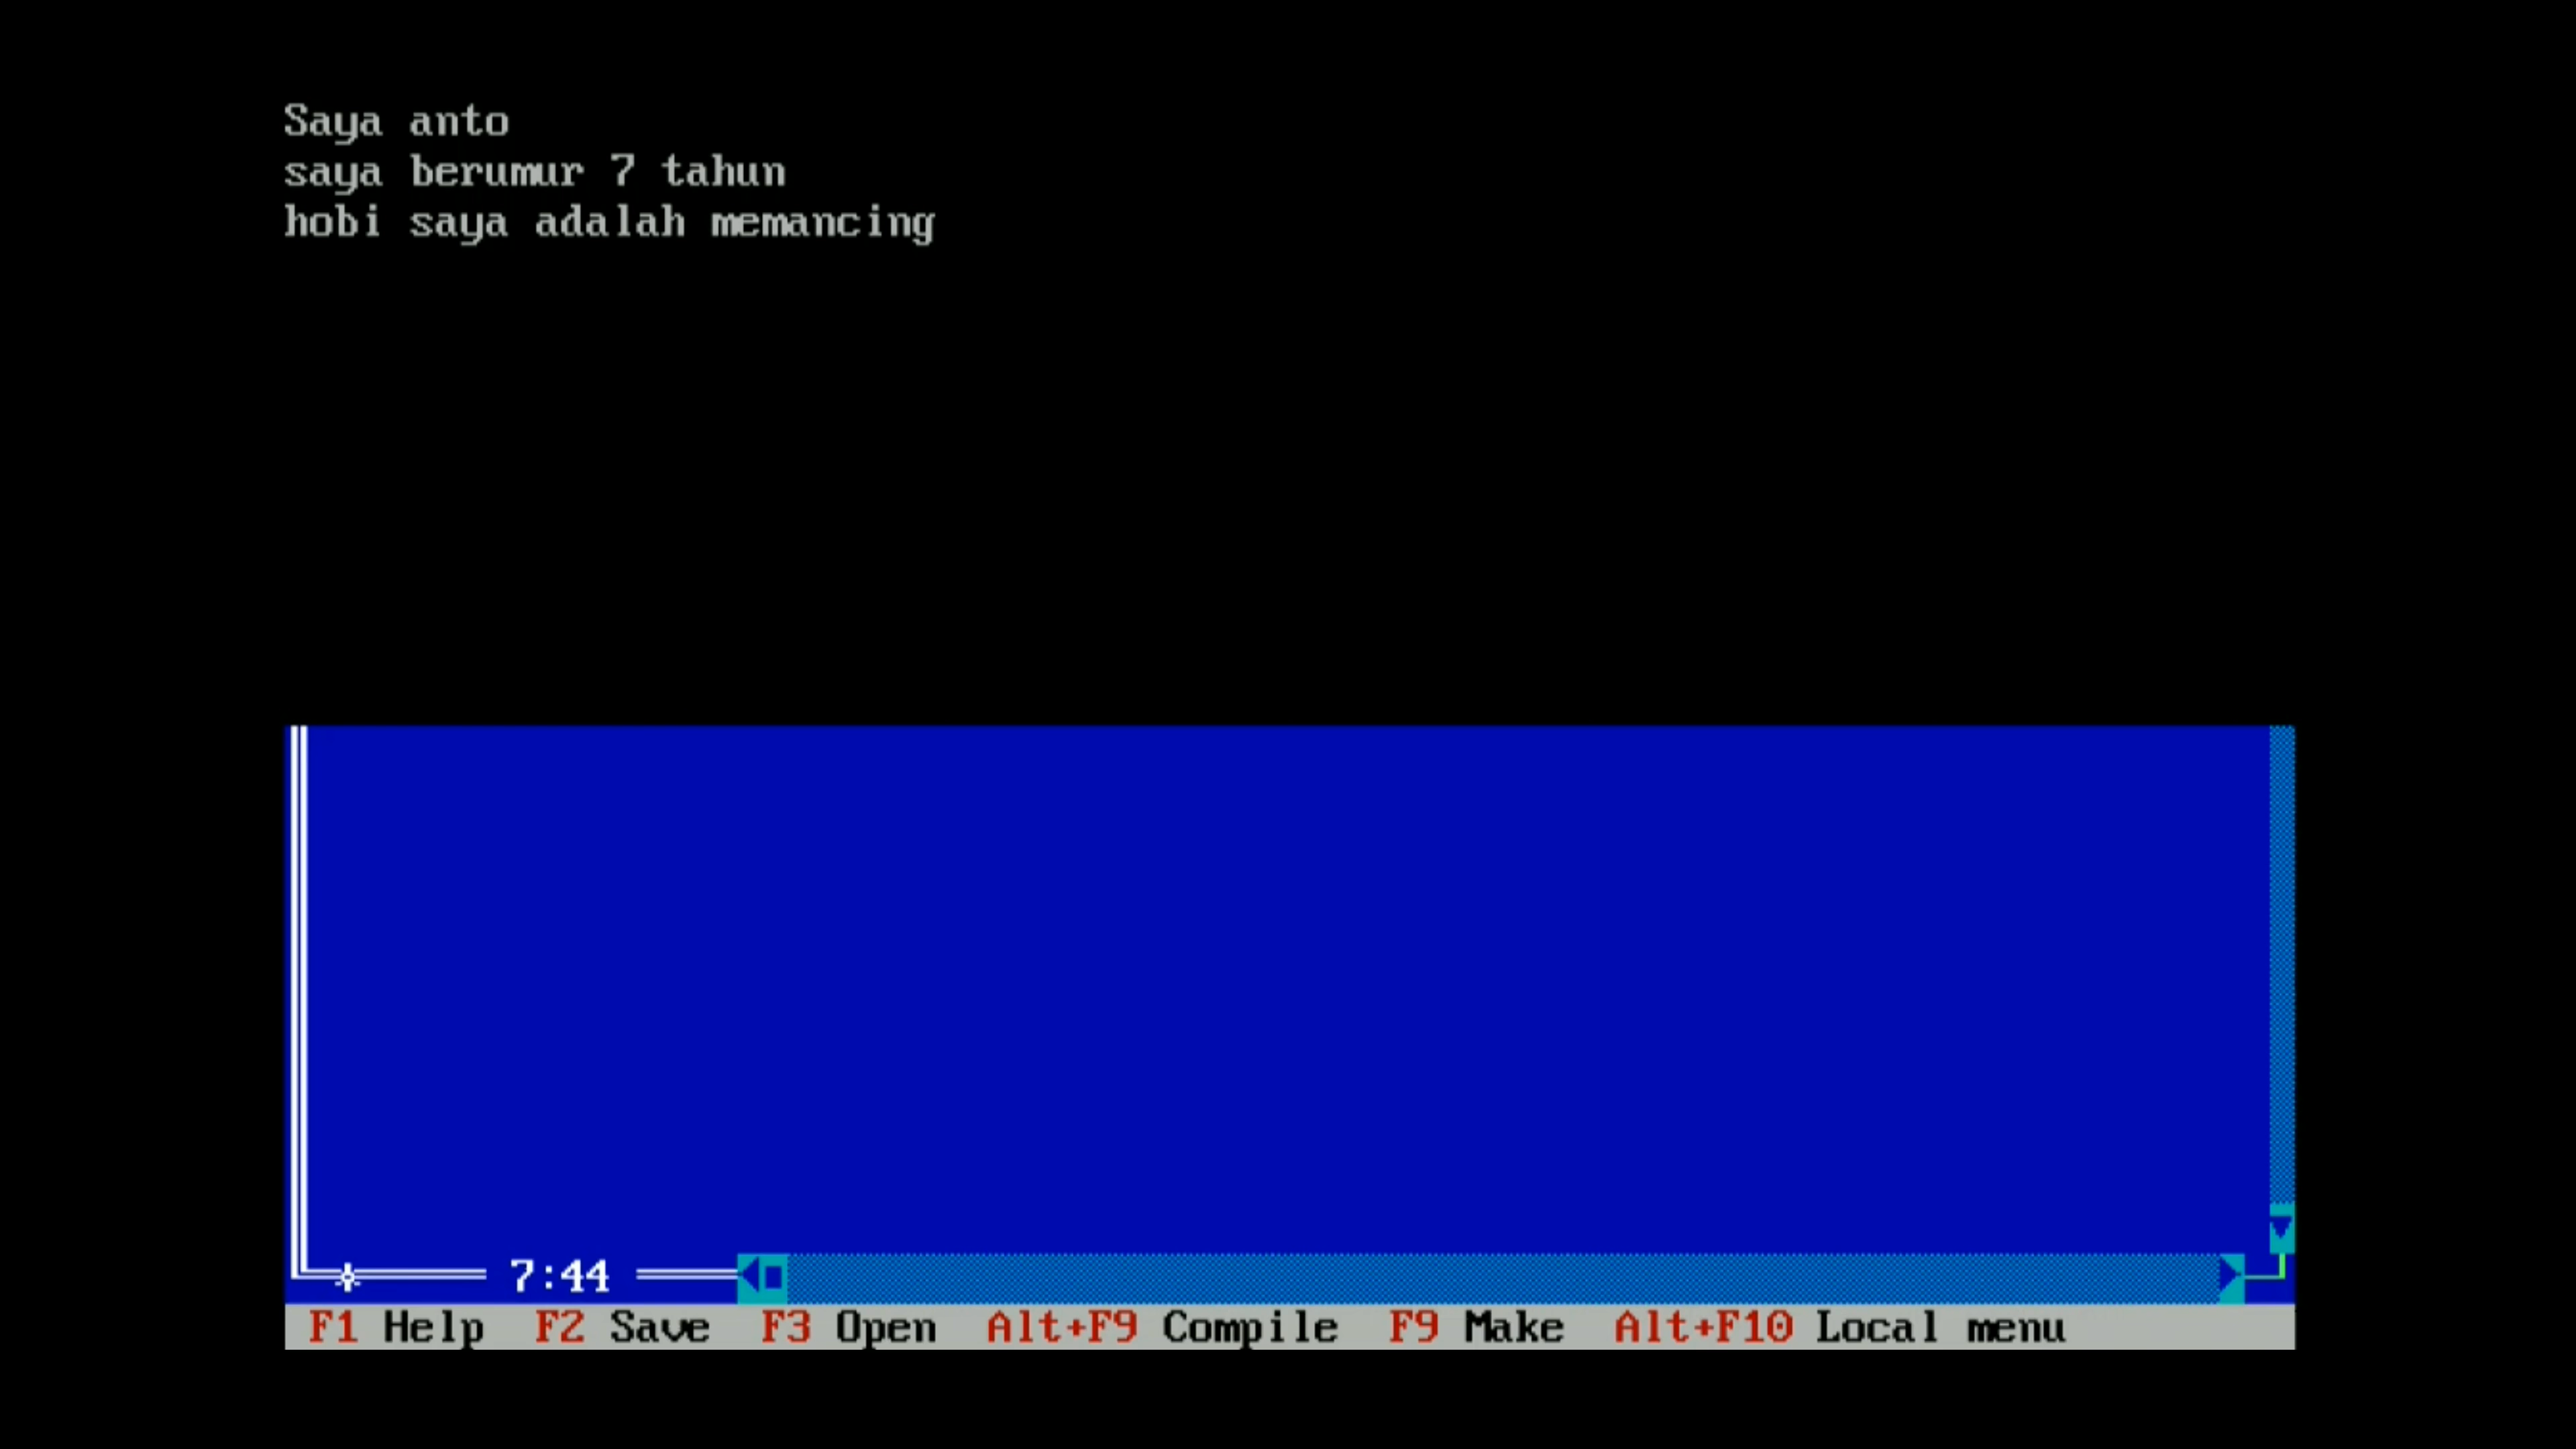 Saya anto
saya berumur 7 tahun
hobi saya adalah memancing
7:44
F1 Help F2 Save F3 Open Alt+F9 Compile F9 Make Alt+F10 Local menu